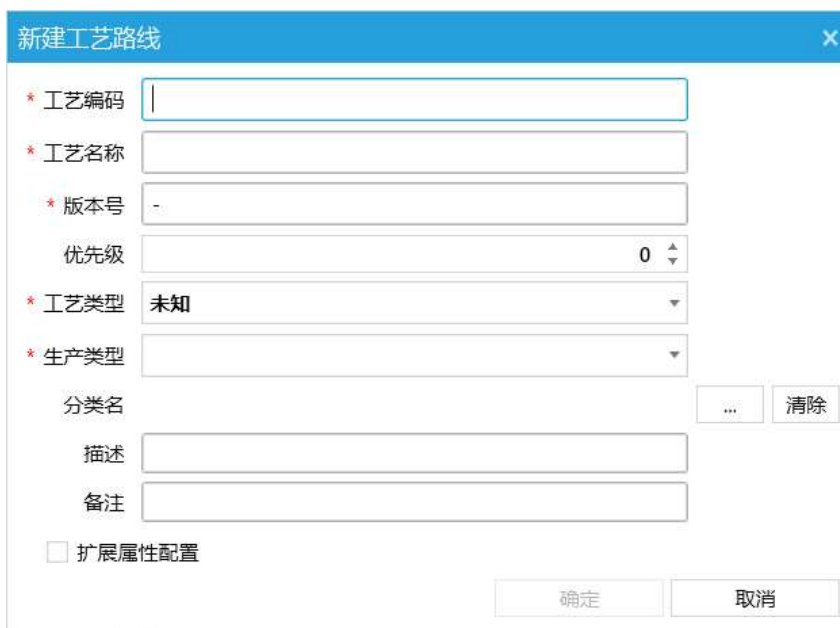 新建工艺路线 ×
* 工艺编码
* 工艺名称
* 版本号 -
优先级 0
* 工艺类型 未知
* 生产类型
分类名 ... 清除
描述
备注
扩展属性配置
确定 取消